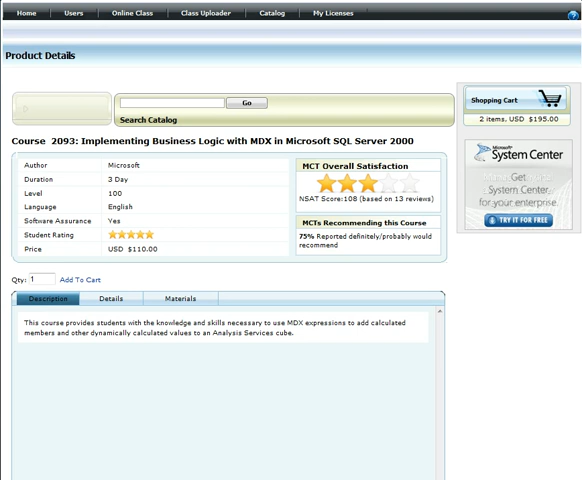 Home Users Online Class Class Uploader Catalog My Licenses
?
Product Details
Go
Search Catalog
Shopping Cart
2 items. USD $195.00
Course 2093: Implementing Business Logic with MDX in Microsoft SQL Server 2000
Author Microsoft
Duration 3 Day
Level 100
Language English
Software Assurance Yes
Student Rating
Price USD $110.00
MCT Overall Satisfaction
NSAT Score:108 (based on 13 reviews)
MCTs Recommending this Course
75% Reported definitely/probably would
recommend
Microsoft
System Center
Get
System Center
for your enterprise.
TRY IT FOR FREE
Qty: 1 Add To Cart
Description Details Materials
This course provides students with the knowledge and skills necessary to use MDX expressions to add calculated
members and other dynamically calculated values to an Analysis Services cube.